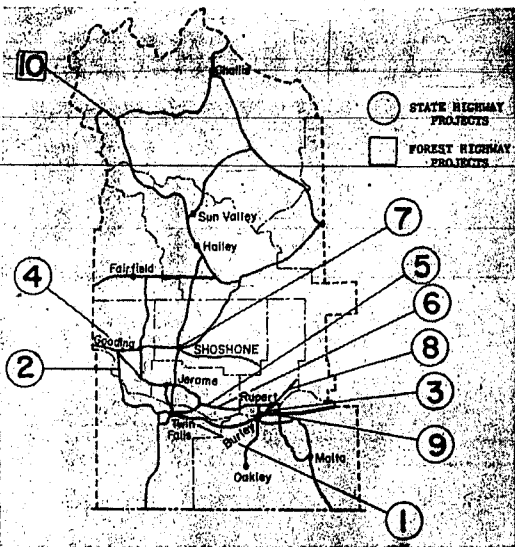 10
Challis
STATE HIGHWAY
PROJECTS
FOREST HIGHWAY
PROJECTS
Sun Valley
7
Hailey
4
5
Fairfield
6
Gooding
SHOSHONE
8
2
Jerome
Rupert
3
Twin
Falls
Burley
9
Malta
Oakley
1